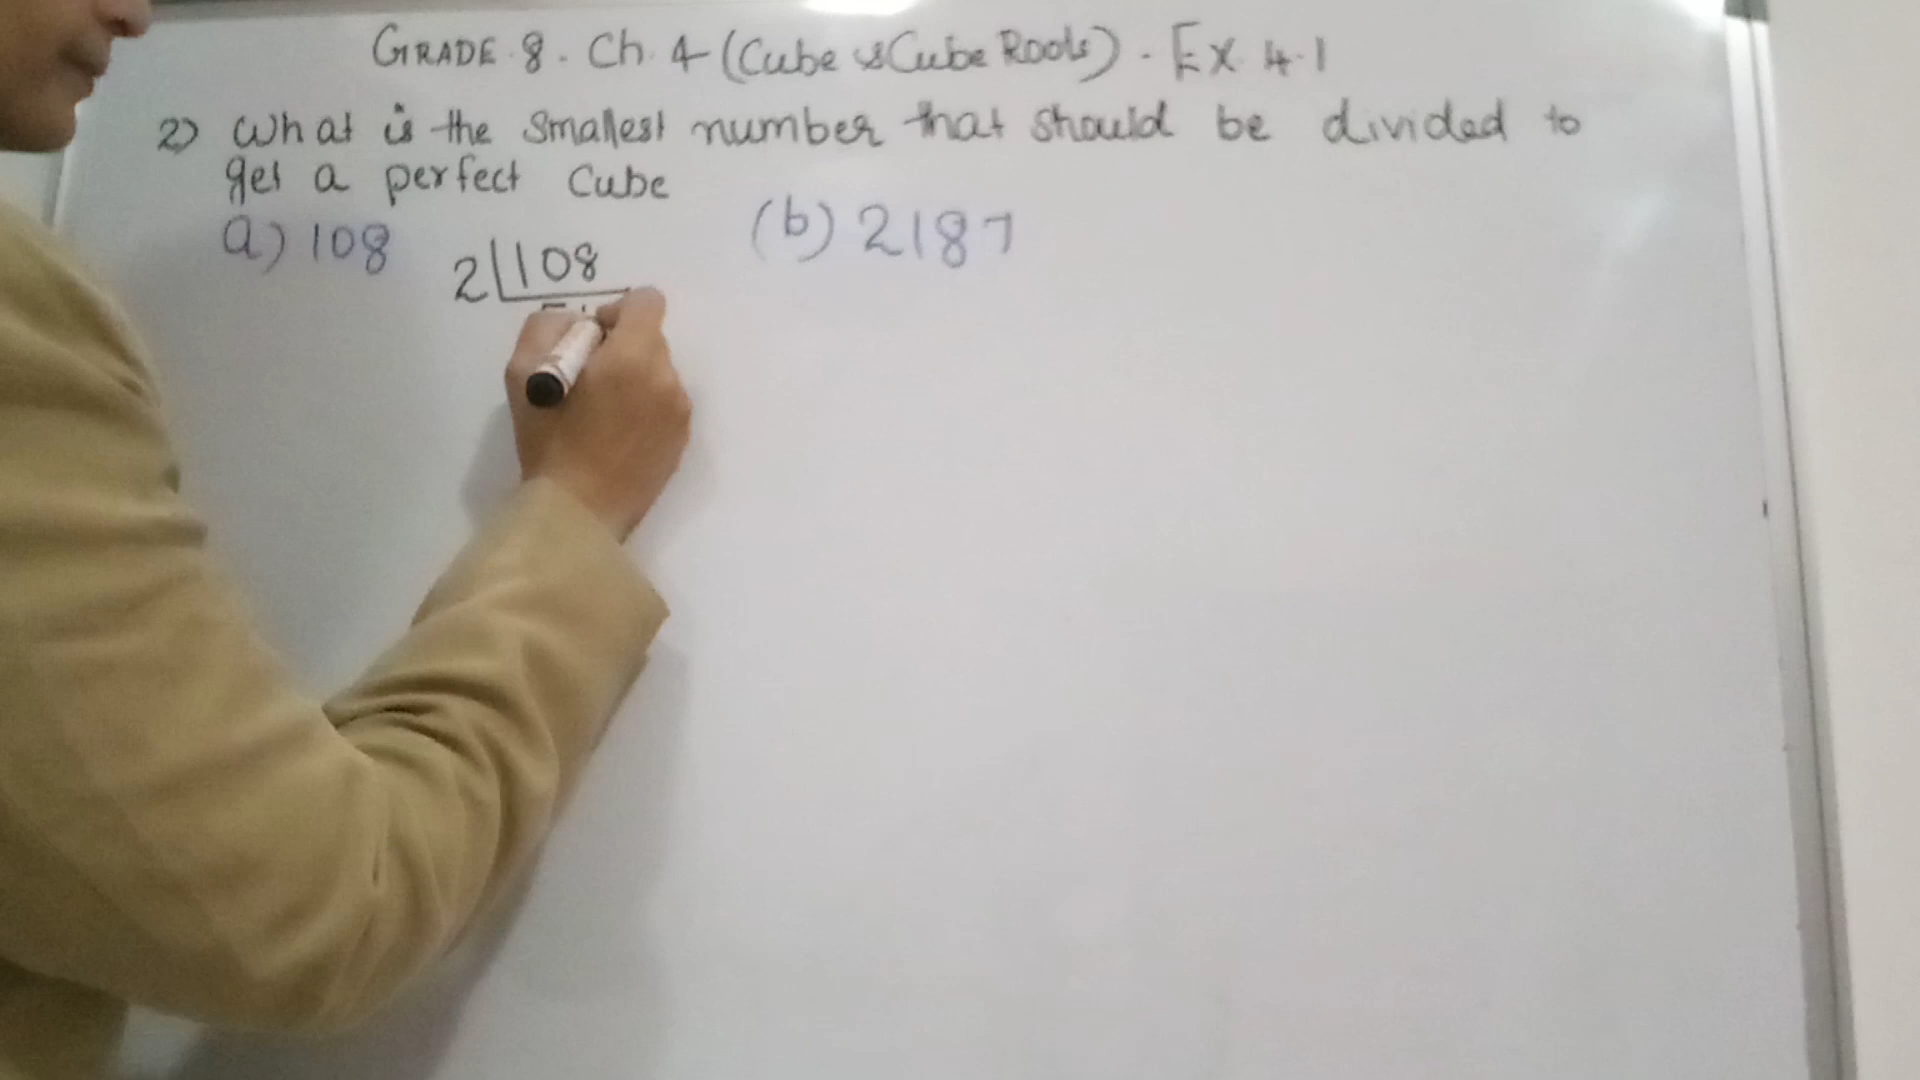 GRADE 8. Ch. 4 (Cube & Cube Roots). Ex 4.1
2) What is the smallest number that should be divided to
get a perfect cube
a) 108 (b) 2187
2 108